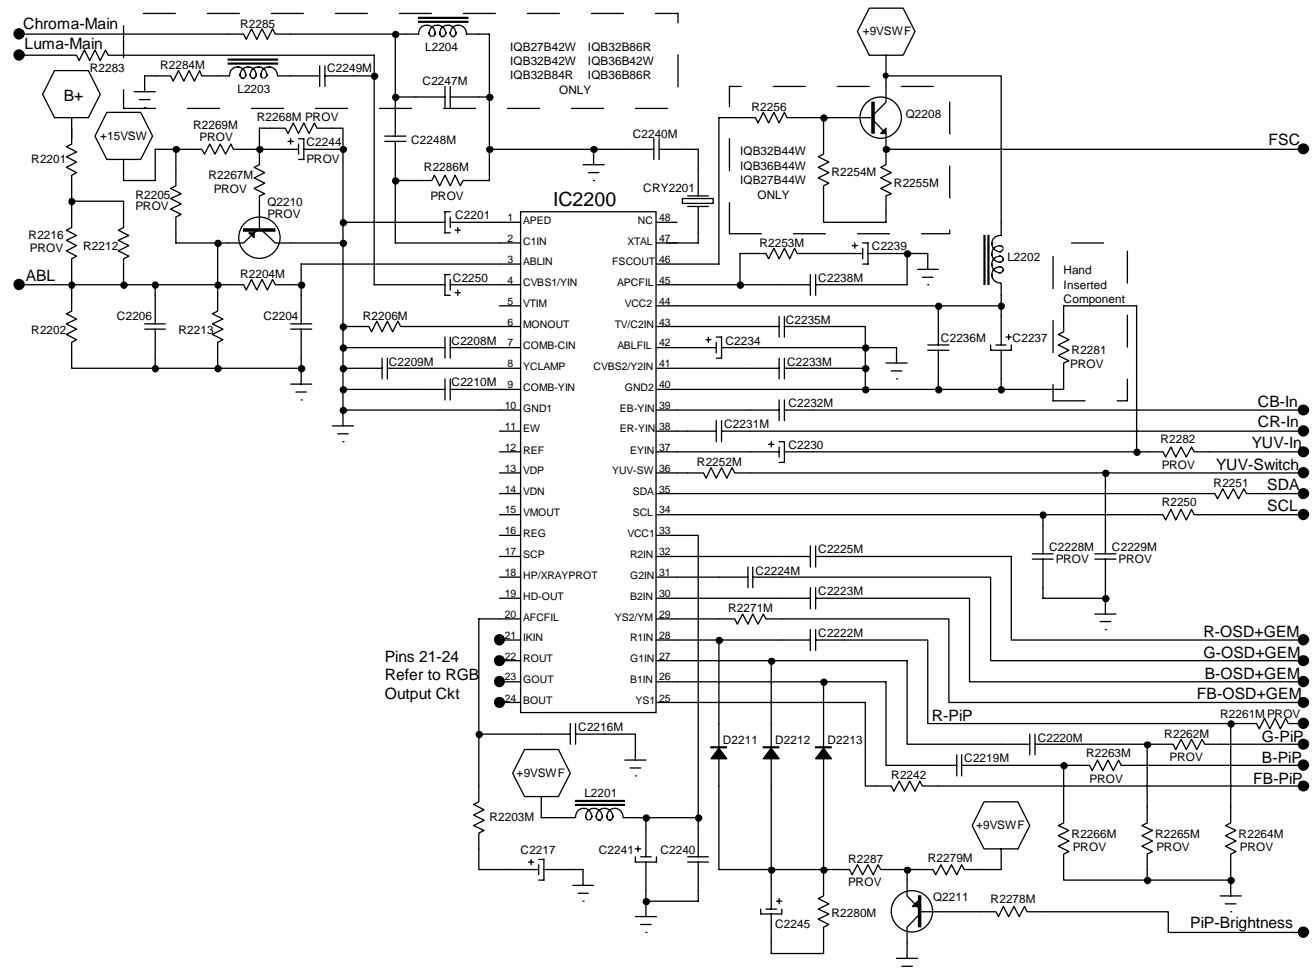 Chroma-Main
R2285
L2204
IQB27B42W IQB32B86R
IQB32B42W IQB36B42W
IQB32B84R IQB36B86R
ONLY
+9VSWF
Luma-Main
R2283
R2284M
L2203
C2249M
C2247M
B+
+15VSW
R2268M PROV
R2269M
PROV
C2244
PROV
C2248M
C2240M
R2256
Q2208
FSC
R2201
R2267M
PROV
R2286M
PROV
IQB32B44W
IQB36B44W
IQB27B44W
ONLY
R2254M
R2255M
R2205
PROV
Q2210
PROV
CRY2201
IC2200
R2216
PROV
R2212
C2201
1 APED
NC 48
2 C1IN
XTAL 47
3 ABLIN
FSCOUT 46
4 CVBS1/YIN
APCFIL 45
5 VTIM
VCC2 44
6 MONOUT
TV/C2IN 43
7 COMB-CIN
ABLFIL 42
8 YCLAMP
CVBS2/Y2IN 41
9 COMB-YIN
GND2 40
10 GND1
EB-YIN 39
11 EW
ER-YIN 38
12 REF
EYIN 37
13 VDP
YUV-SW 36
14 VDN
SDA 35
15 VMOUT
SCL 34
16 REG
VCC1 33
17 SCP
R2IN 32
18 HP/XRAYPROT
G2IN 31
19 HD-OUT
B2IN 30
20 AFCFIL
YS2/YM 29
21 IKIN
R1IN 28
22 ROUT
G1IN 27
23 GOUT
B1IN 26
24 BOUT
YS1 25
R2253M
C2239
L2202
Hand
Inserted
Component
ABL
R2204M
C2250
C2238M
R2202
C2206
R2213
C2204
R2206M
C2235M
C2208M
C2234
C2236M
C2237
R2281
PROV
C2209M
C2233M
C2210M
C2232M
CB-In
C2231M
CR-In
C2230
R2282
PROV
YUV-In
R2252M
YUV-Switch
R2251
SDA
R2250
SCL
C2225M
C2228M
PROV
C2229M
PROV
C2224M
C2223M
R2271M
C2222M
R-OSD+GEM
G-OSD+GEM
B-OSD+GEM
FB-OSD+GEM
Pins 21-24
Refer to RGB
Output Ckt
R-PiP
R2261M PROV
C2216M
D2211
D2212
D2213
C2220M
R2262M
PROV
G-PiP
C2219M
R2263M
PROV
B-PiP
+9VSWF
L2201
R2242
FB-PiP
R2203M
+9VSWF
R2266M
PROV
R2265M
PROV
R2264M
PROV
C2217
C2241
C2240
R2287
PROV
R2279M
Q2211
R2278M
C2245
R2280M
PiP-Brightness